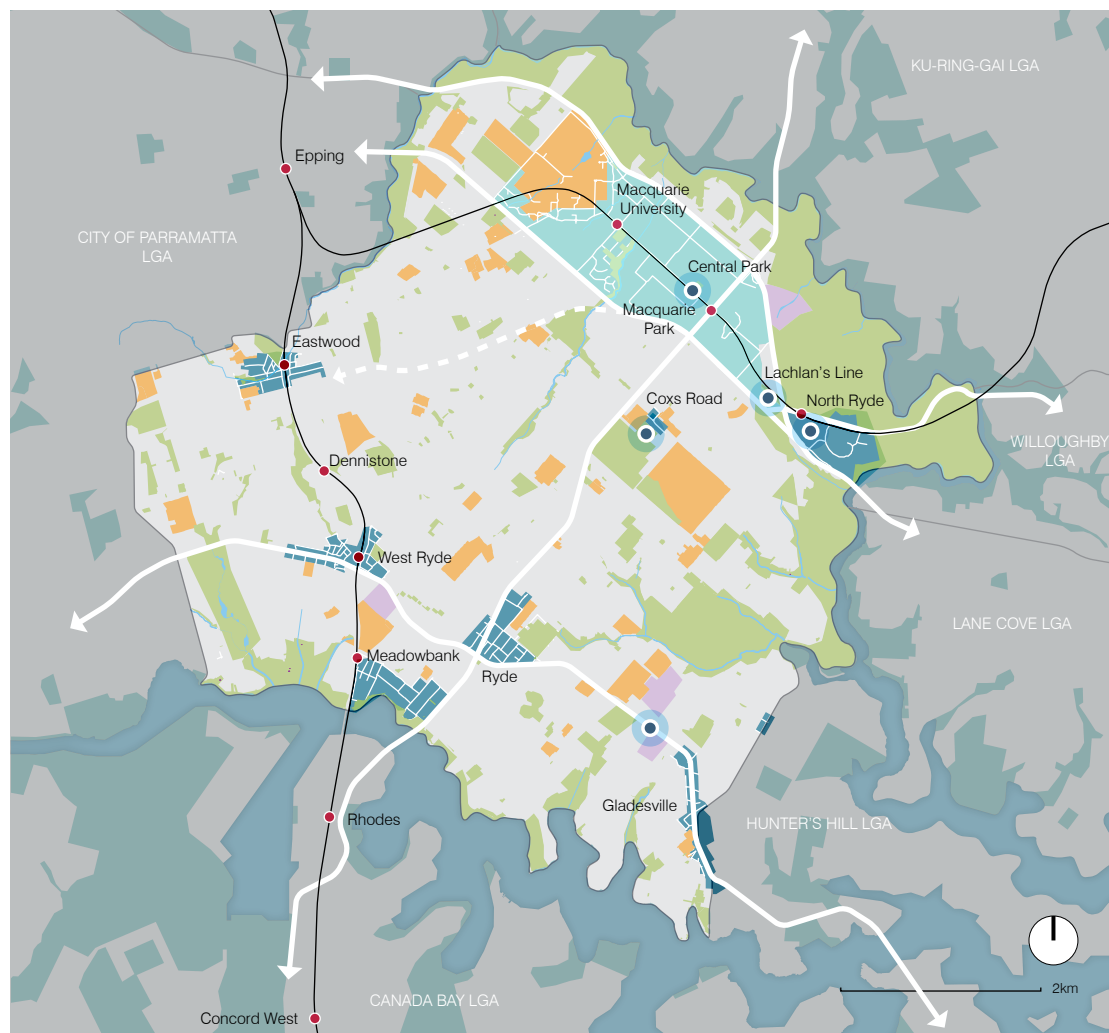 KU-RING-GAI LGA
Epping
Macquarie
University
CITY OF PARRAMATTA
LGA
Central Park
Macquarie
Park
Eastwood
Lachlan's Line
Coxs Road
North Ryde
WILLOUGHBY
LGA
Dennistone
West Ryde
LANE COVE LGA
Meadowbank
Ryde
Gladesville
Rhodes
HUNTER'S HILL LGA
2km
CANADA BAY LGA
Concord West